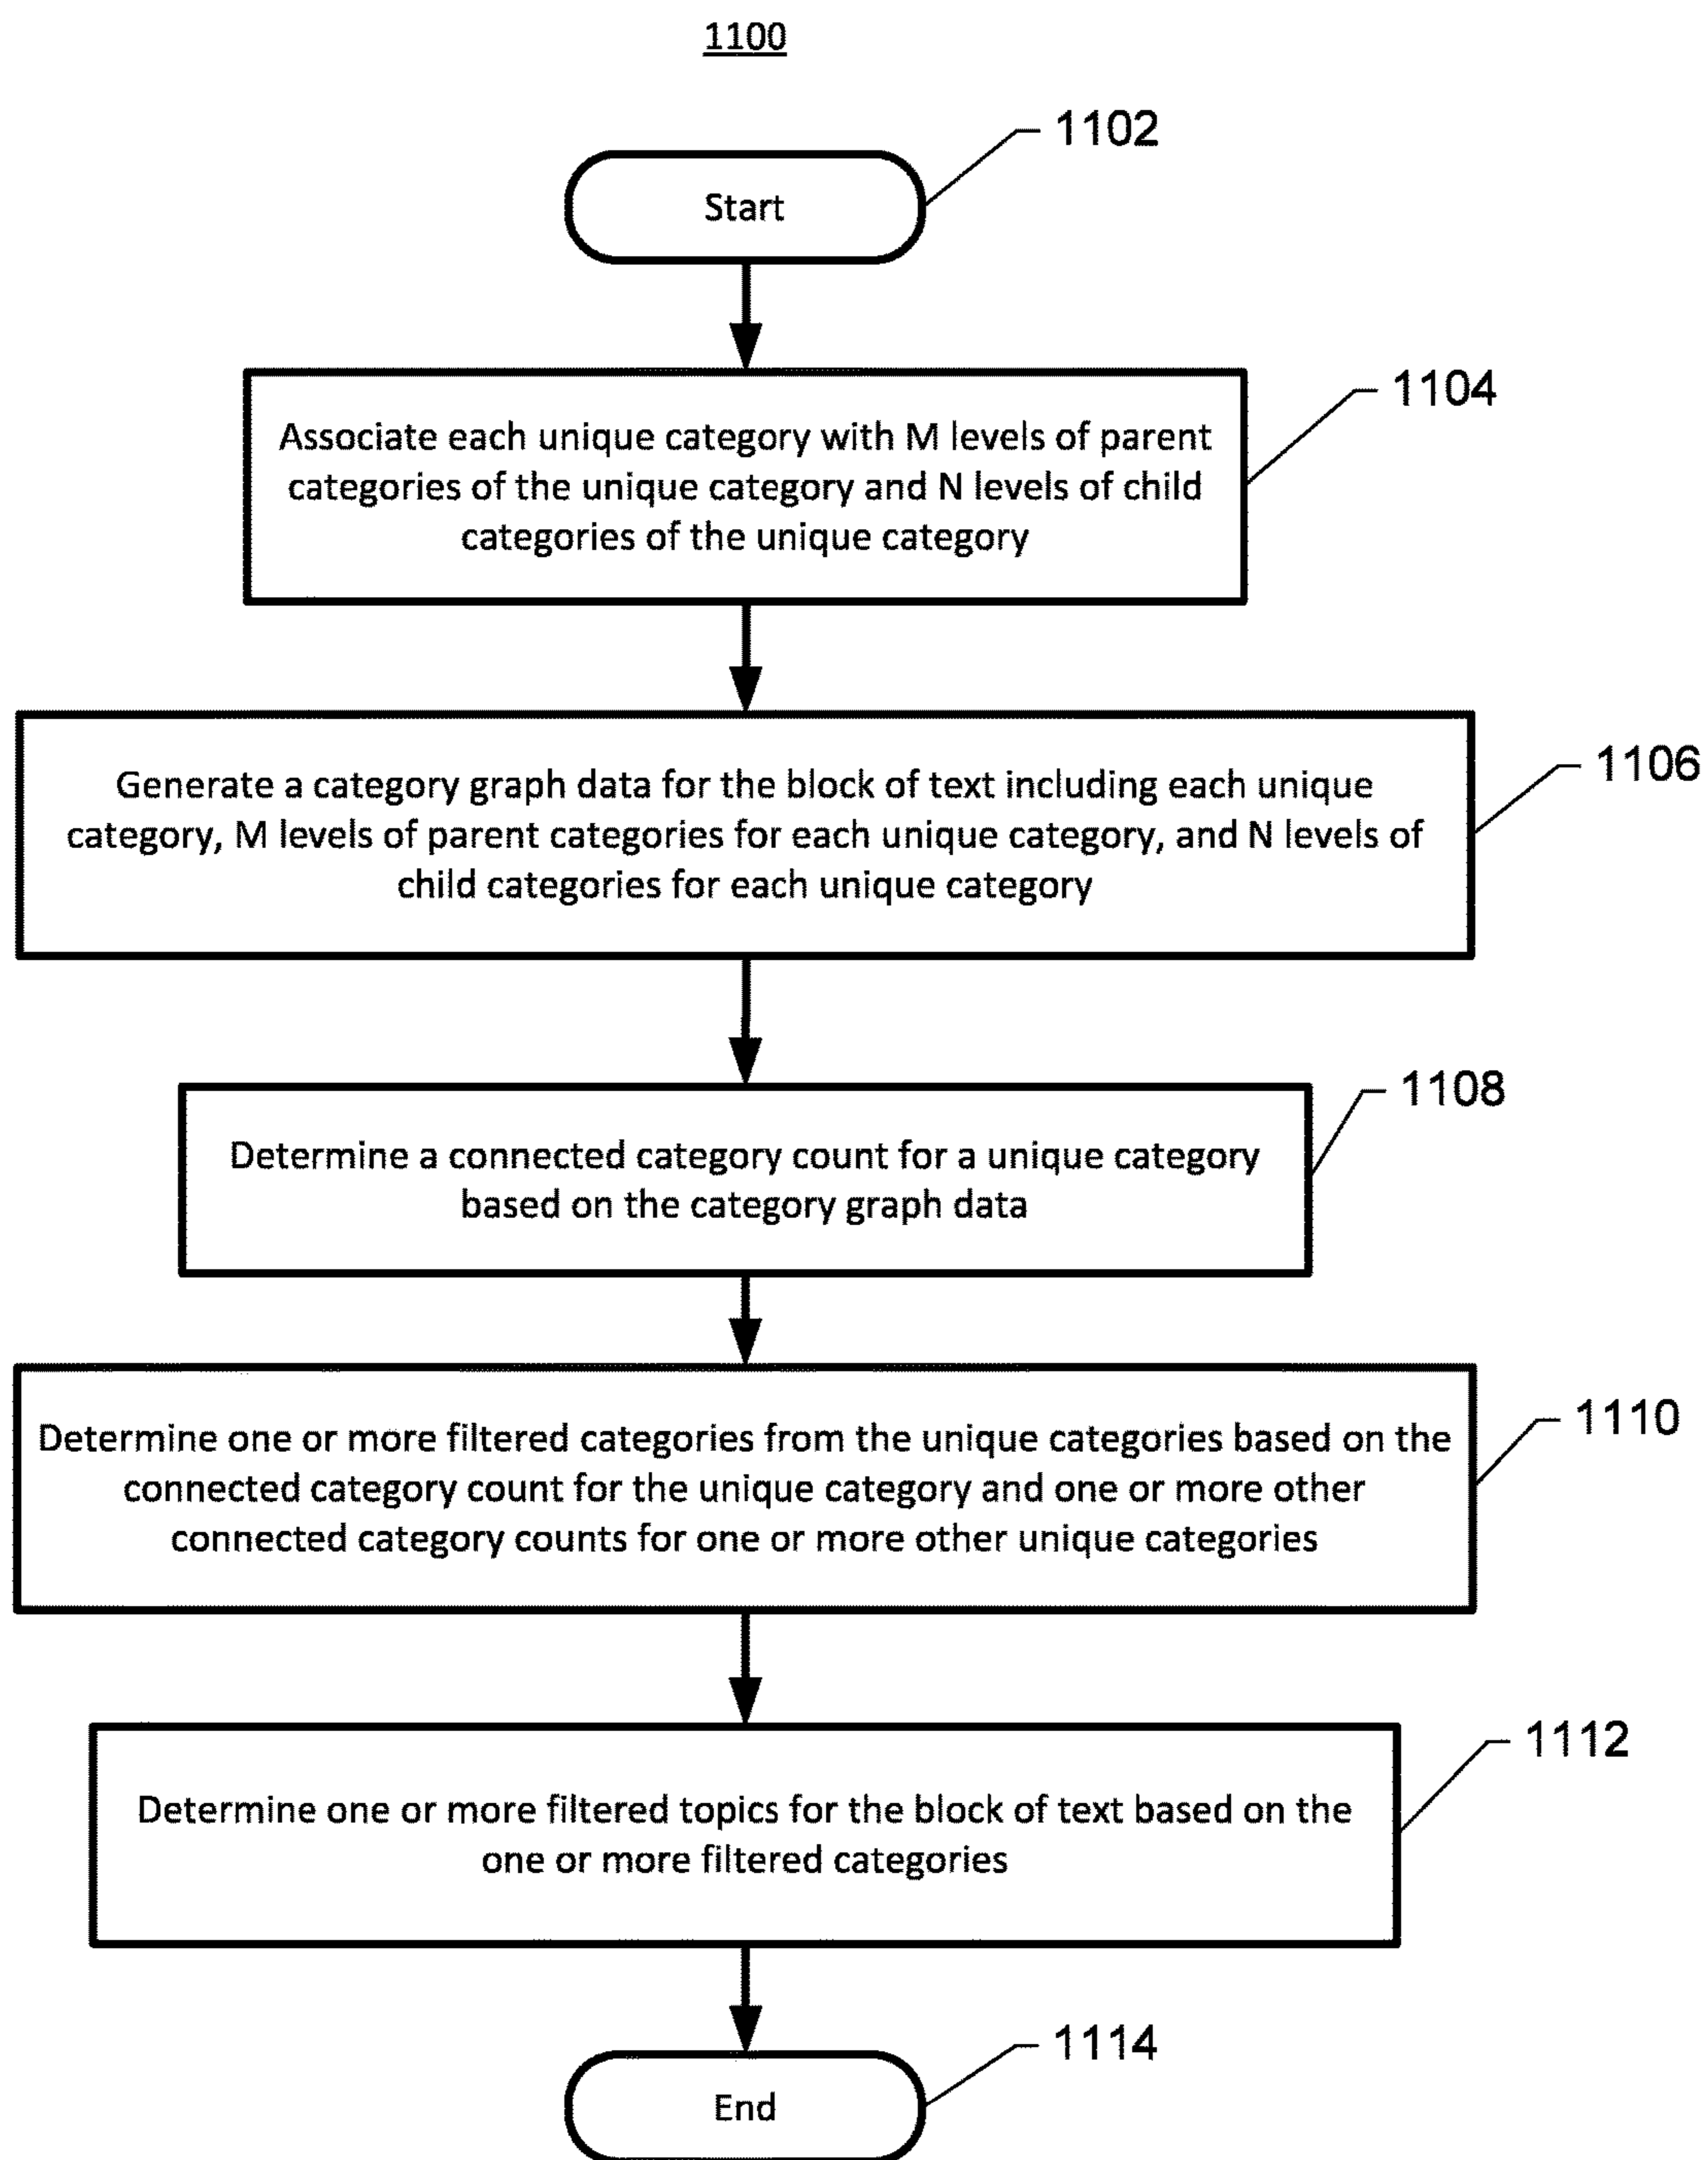 1100
1102
Start
1104
Associate each unique category with M levels of parent
categories of the unique category and N levels of child
categories of the unique category
1106
Generate a category graph data for the block of text including each unique
category, M levels of parent categories for each unique category, and N levels of
child categories for each unique category
1108
Determine a connected category count for a unique category
based on the category graph data
1110
Determine one or more filtered categories from the unique categories based on the
connected category count for the unique category and one or more other
connected category counts for one or more other unique categories
1112
Determine one or more filtered topics for the block of text based on the
one or more filtered categories
1114
End